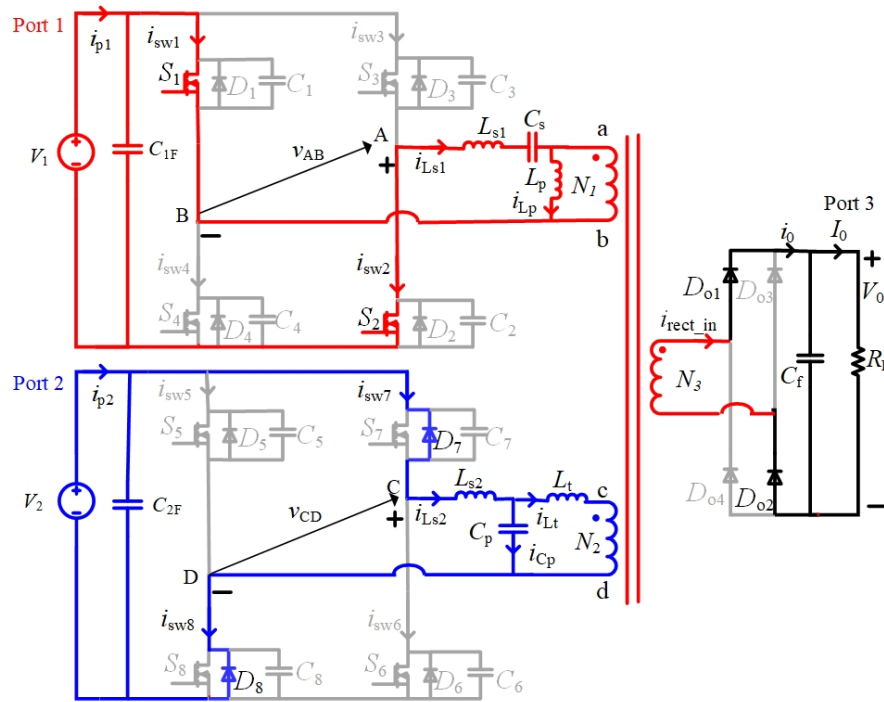 Port 1
i_p1
i_sw1
i_sw3
S_1
D_1
C_1
S_3
D_3
C_3
V_1
C_1F
v_AB
A
+
i_Ls1
L_s1
C_s
a
L_p
N_1
i_Lp
b
B
−
i_sw4
i_sw2
S_4
D_4
C_4
S_2
D_2
C_2
Port 3
i_0
I_0
+
D_o1
D_o3
V_0
i_rect_in
N_3
C_f
D_o4
D_o2
−
Port 2
i_p2
i_sw5
i_sw7
S_5
D_5
C_5
S_7
D_7
C_7
V_2
C_2F
v_CD
C
+
i_Ls2
L_s2
L_t
c
C_p
i_Lt
N_2
i_Cp
d
D
−
i_sw8
i_sw6
S_8
D_8
C_8
S_6
D_6
C_6